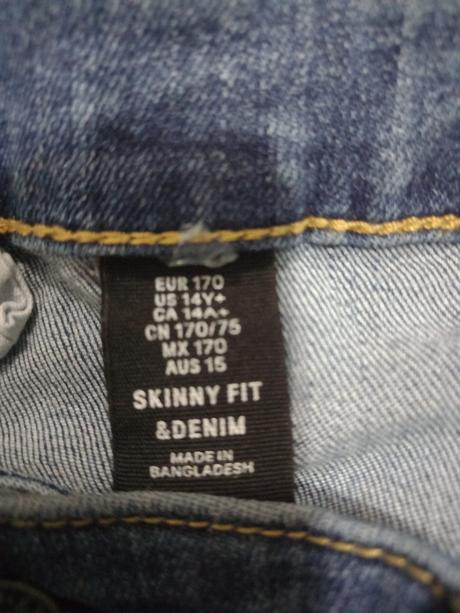 EUR 170
US 14Y+
CA 14A+
CN 170/75
MX 170
AUS 15
SKINNY FIT
&DENIM
MADE IN
BANGLADESH